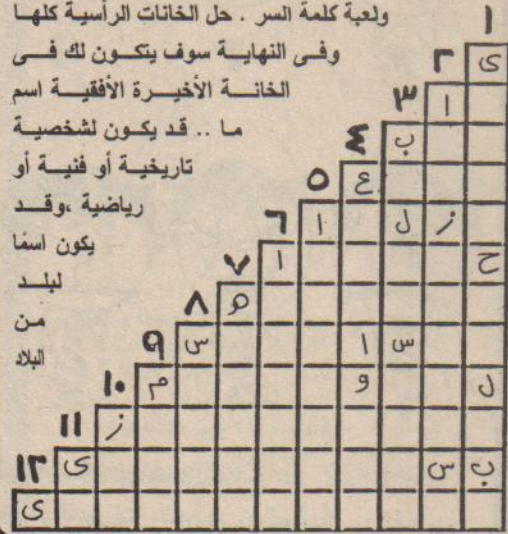 ولعبة كلمة السر . حل الخانات الرأسية كلها
وفى النهاية سوف يتكون لك فى
الخانة الأخيرة الأفقية اسم
ما .. قد يكون لشخصية
تاريخية أو فنية أو
رياضية ،وقد
يكون اسمًا
لبلد
من
البلاد
١
ى
٢
ا
٣
ب
٤
ع
٥
ا ل ز
٦
ا ح
٧
ه
٨
س ا س
٩
م و ل
١٠
ز
١١
ى س ب
١٢
ى